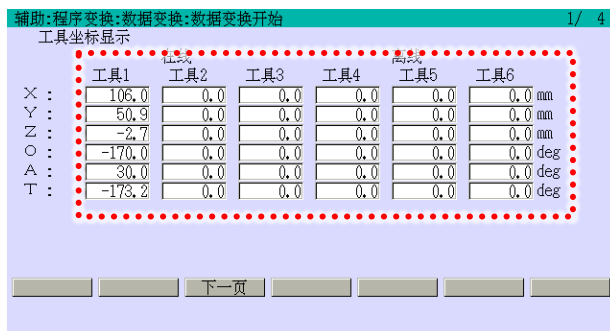 辅助:程序变换:数据变换:数据变换开始 1/ 4
工具坐标显示
在线 离线
工具1 工具2 工具3 工具4 工具5 工具6
X : 106.0 0.0 0.0 0.0 0.0 0.0 mm
Y : 50.9 0.0 0.0 0.0 0.0 0.0 mm
Z : -2.7 0.0 0.0 0.0 0.0 0.0 mm
O : -170.0 0.0 0.0 0.0 0.0 0.0 deg
A : 30.0 0.0 0.0 0.0 0.0 0.0 deg
T : -173.2 0.0 0.0 0.0 0.0 0.0 deg
下一页